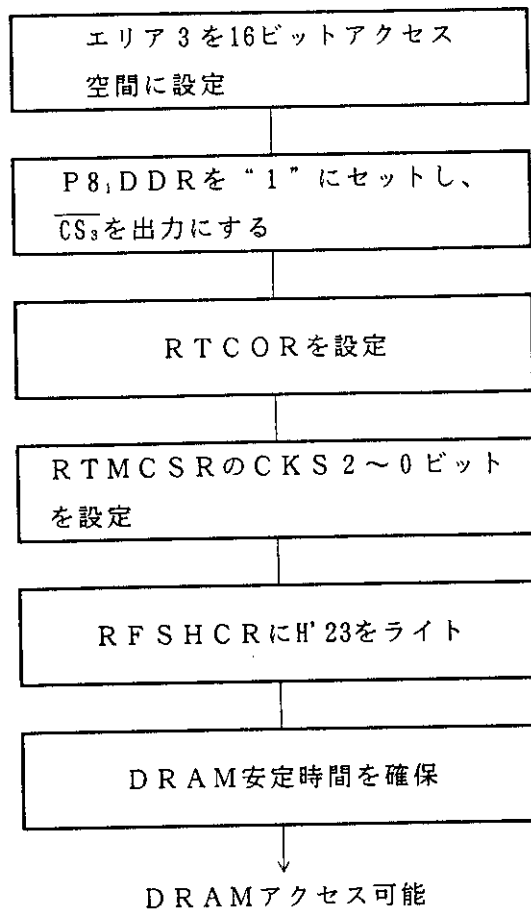 エリア3を16ビットアクセス
空間に設定
P8₁DDRを“1”にセットし、
C̅S̅₃̅を出力にする
RTCORを設定
RTMCSRのCKS2～0ビット
を設定
RFSHCRにH'23をライト
DRAM安定時間を確保
DRAMアクセス可能